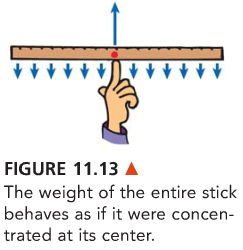 FIGURE 11.13 ▲
The weight of the entire stick
behaves as if it were concen-
trated at its center.